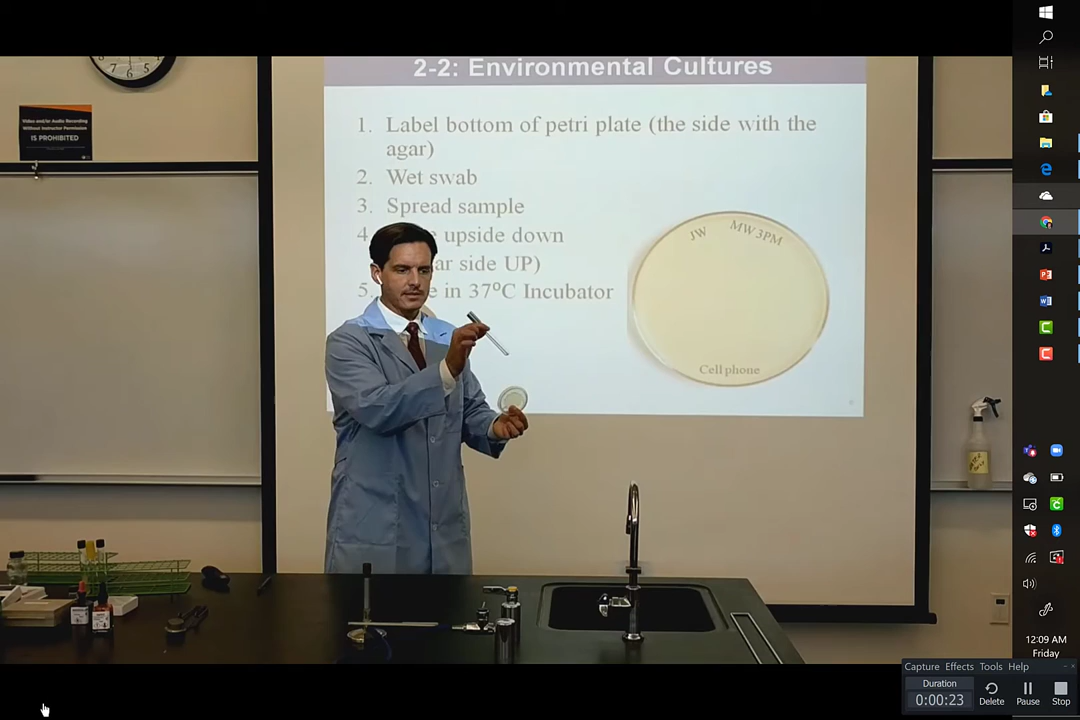 2-2: Environmental Cultures
Video and/or Audio Recording
Without Instructor Permission
IS PROHIBITED
1. Label bottom of petri plate (the side with the
agar)
2. Wet swab
3. Spread sample
4. upside down
ar side UP)
5. in 37°C Incubator
JW MW 3PM
Cell phone
12:09 AM
Friday
Capture Effects Tools Help
Duration
0:00:23
Delete Pause Stop